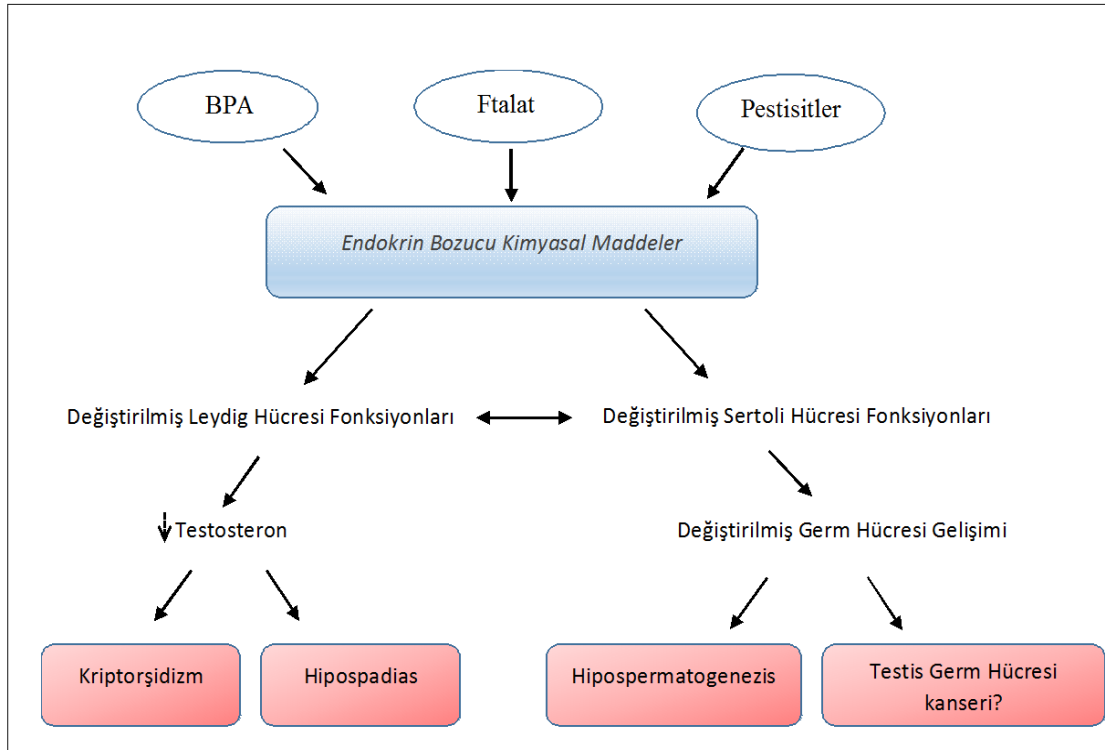 BPA
Ftalat
Pestisitler
Endokrin Bozucu Kimyasal Maddeler
Değiştirilmiş Leydig Hücresi Fonksiyonları
Değiştirilmiş Sertoli Hücresi Fonksiyonları
Testosteron
Değiştirilmiş Germ Hücresi Gelişimi
Kriptorşidizm
Hipospadias
Hipospermatogenezis
Testis Germ Hücresi
kanseri?